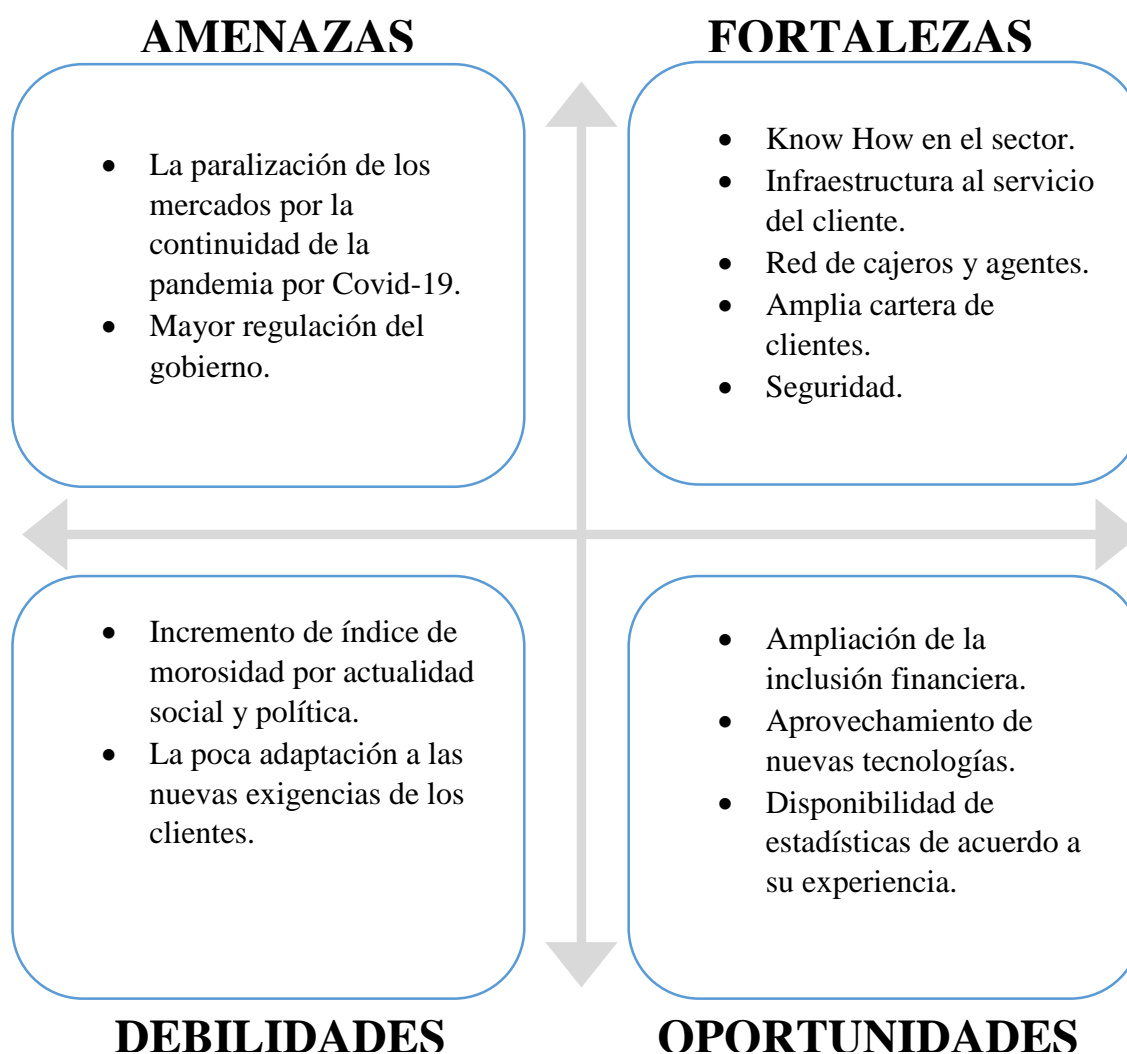 AMENAZAS
• La paralización de los
mercados por la
continuidad de la
pandemia por Covid-19.
• Mayor regulación del
gobierno.
FORTALEZAS
• Know How en el sector.
• Infraestructura al servicio
del cliente.
• Red de cajeros y agentes.
• Amplia cartera de
clientes.
• Seguridad.
• Incremento de índice de
morosidad por actualidad
social y política.
• La poca adaptación a las
nuevas exigencias de los
clientes.
DEBILIDADES
• Ampliación de la
inclusión financiera.
• Aprovechamiento de
nuevas tecnologías.
• Disponibilidad de
estadísticas de acuerdo a
su experiencia.
OPORTUNIDADES